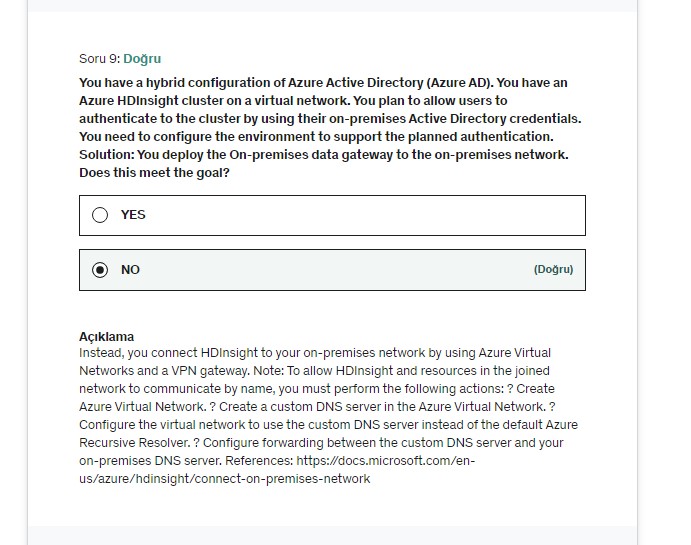 Soru 9: Doğru
You have a hybrid configuration of Azure Active Directory (Azure AD). You have an
Azure HDInsight cluster on a virtual network. You plan to allow users to
authenticate to the cluster by using their on-premises Active Directory credentials.
You need to configure the environment to support the planned authentication.
Solution: You deploy the On-premises data gateway to the on-premises network.
Does this meet the goal?
YES
NO (Doğru)
Açıklama
Instead, you connect HDInsight to your on-premises network by using Azure Virtual
Networks and a VPN gateway. Note: To allow HDInsight and resources in the joined
network to communicate by name, you must perform the following actions: ? Create
Azure Virtual Network. ? Create a custom DNS server in the Azure Virtual Network. ?
Configure the virtual network to use the custom DNS server instead of the default Azure
Recursive Resolver. ? Configure forwarding between the custom DNS server and your
on-premises DNS server. References: https://docs.microsoft.com/en-
us/azure/hdinsight/connect-on-premises-network